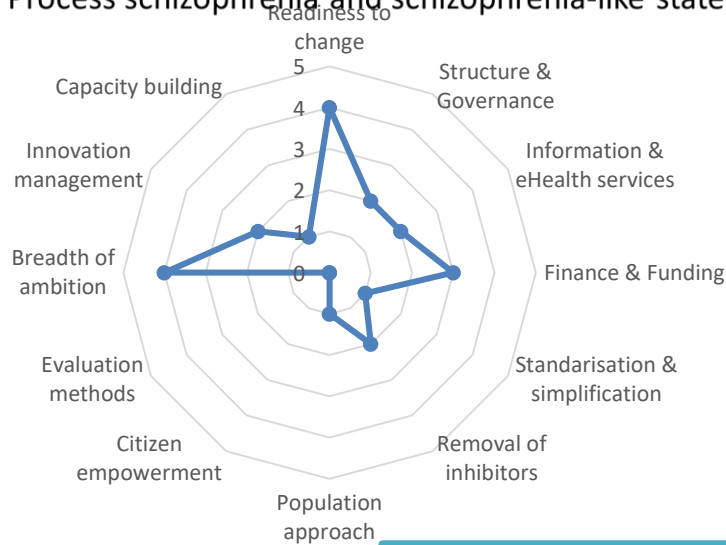 Process schizophrenia and schizophrenia-like state
Readiness to
change
Structure &
Governance
Information &
eHealth services
Finance & Funding
Standarisation &
simplification
Removal of
inhibitors
Population
approach
Citizen
empowerment
Evaluation
methods
Breadth of
ambition
Innovation
management
Capacity building
5
4
3
2
1
0